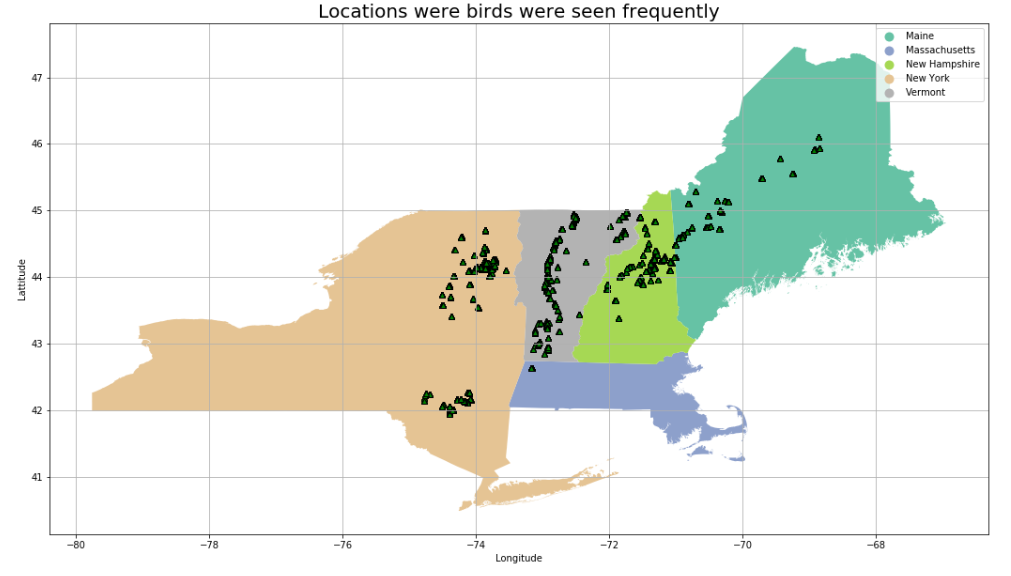 Locations were birds were seen frequently
Maine
Massachusetts
New Hampshire
New York
Vermont
47
46
45
44
43
42
41
Lattitude
−80
−78
−76
−74
−72
−70
−68
Longitude